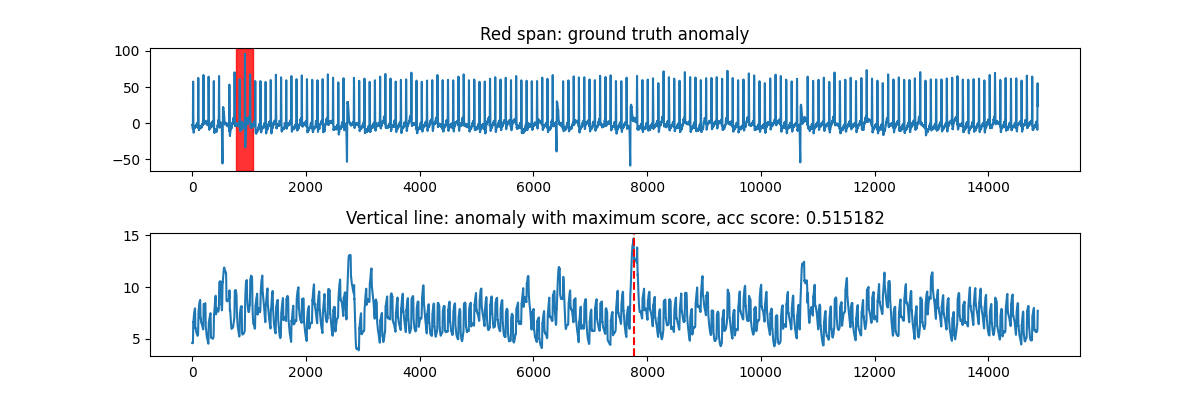 Red span: ground truth anomaly
100
50
0
−50
0 2000 4000 6000 8000 10000 12000 14000
Vertical line: anomaly with maximum score, acc score: 0.515182
15
10
5
0 2000 4000 6000 8000 10000 12000 14000